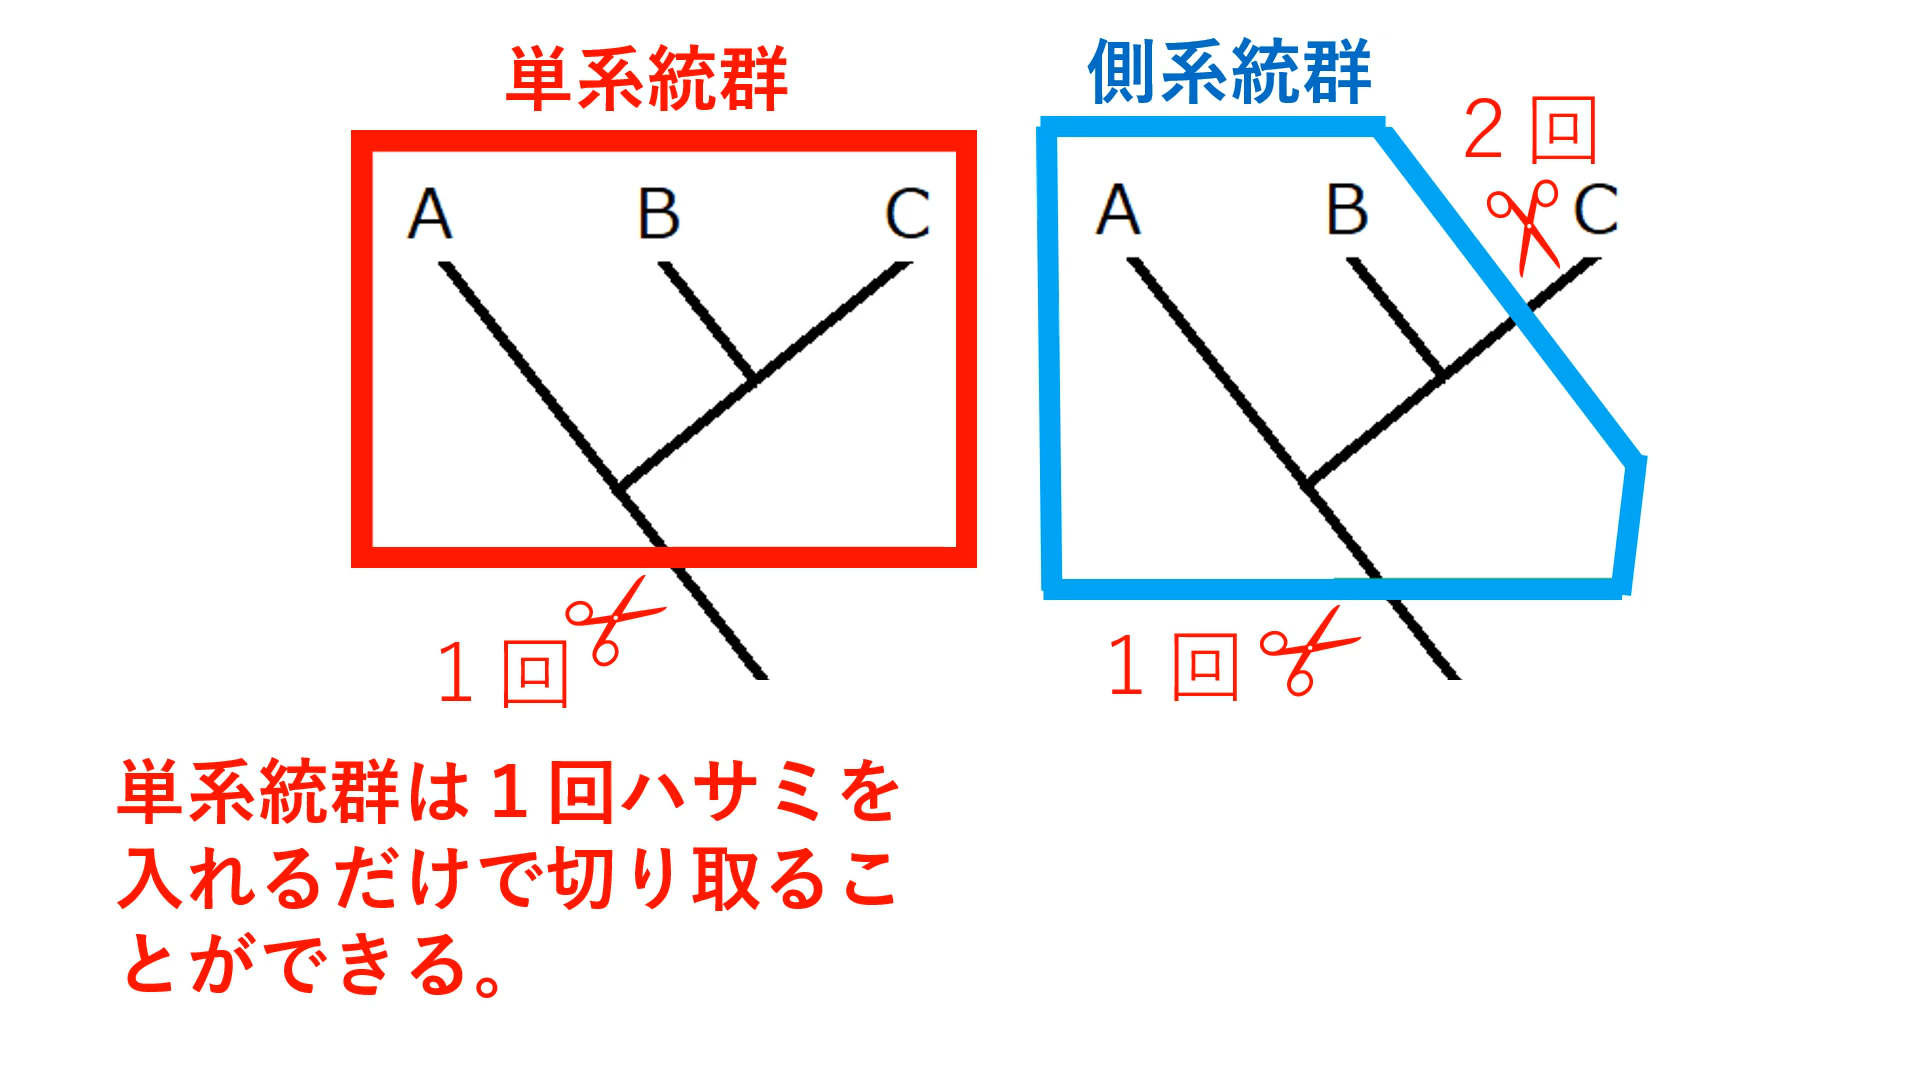 単系統群
A B C
1回
側系統群
2回
A B C
1回
単系統群は1回ハサミを
入れるだけで切り取るこ
とができる。